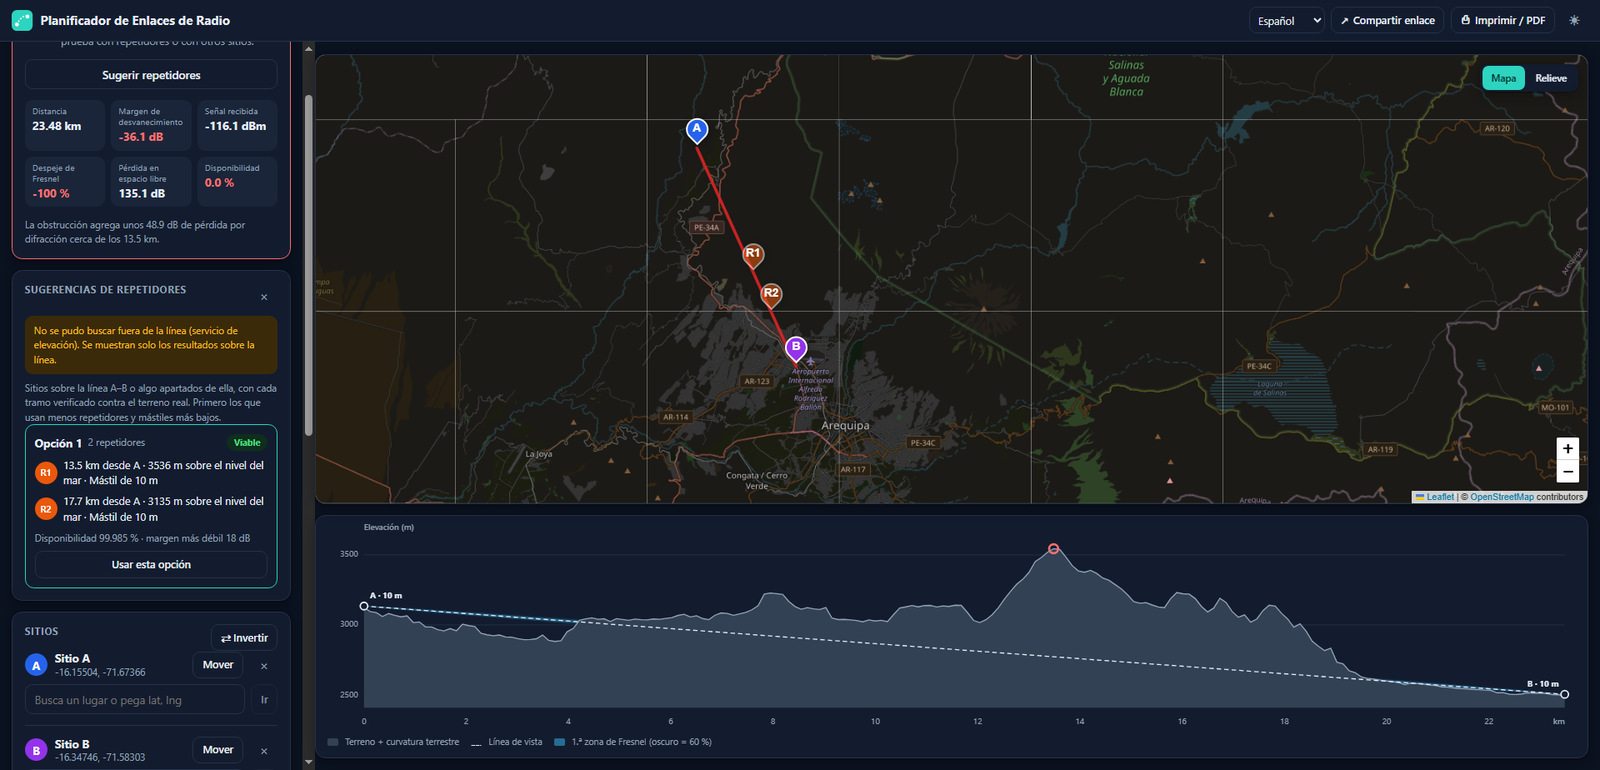 Planificador de Enlaces de Radio
Español
Compartir enlace
Imprimir / PDF
prueba con repetidores o con otros sitios.
Sugerir repetidores
Distancia
23.48 km
Margen de desvanecimiento
-36.1 dB
Señal recibida
-116.1 dBm
Despeje de Fresnel
-100 %
Pérdida en espacio libre
135.1 dB
Disponibilidad
0.0 %
La obstrucción agrega unos 48.9 dB de pérdida por
difracción cerca de los 13.5 km.
SUGERENCIAS DE REPETIDORES
×
No se pudo buscar fuera de la línea (servicio de
elevación). Se muestran solo los resultados sobre la
línea.
Sitios sobre la línea A–B o algo apartados de ella, con cada
tramo verificado contra el terreno real. Primero los que
usan menos repetidores y mástiles más bajos.
Opción 1 2 repetidores Viable
R1 13.5 km desde A · 3536 m sobre el nivel del
mar · Mástil de 10 m
R2 17.7 km desde A · 3135 m sobre el nivel del
mar · Mástil de 10 m
Disponibilidad 99.985 % · margen más débil 18 dB
Usar esta opción
SITIOS
⇄ Invertir
A Sitio A
-16.15504, -71.67366
Mover ×
Busca un lugar o pega lat, lng
Ir
B Sitio B
-16.34746, -71.58303
Mover ×
Salinas
y Aguada
Blanca
Mapa Relieve
A
AR-120
PE-34A
R1
R2
B
Arequipa
Aeropuerto
Internacional
Alfredo
Rodríguez
Ballón
AR-123
PE-34C
Laguna
de Salinas
MO-101
AR-114
Arequipa
PE-34C
AR-119
La Joya
AR-117
Congata / Cerro
Verde
Arequip
+
−
Leaflet | © OpenStreetMap contributors
Elevación (m)
3500
3000
2500
A · 10 m
B · 10 m
0 2 4 6 8 10 12 14 16 18 20 22 km
Terreno + curvatura terrestre Línea de vista 1.ª zona de Fresnel (oscuro = 60 %)